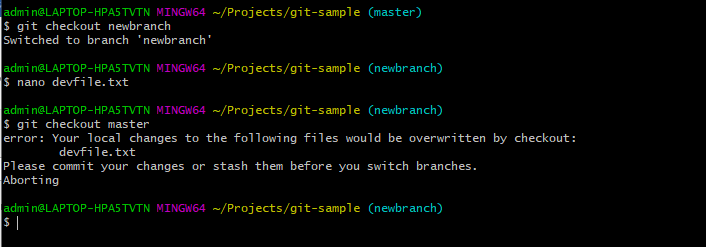 admin@LAPTOP-HPA5TVTN MINGW64 ~/Projects/git-sample (master)
$ git checkout newbranch
Switched to branch 'newbranch'
admin@LAPTOP-HPA5TVTN MINGW64 ~/Projects/git-sample (newbranch)
$ nano devfile.txt
admin@LAPTOP-HPA5TVTN MINGW64 ~/Projects/git-sample (newbranch)
$ git checkout master
error: Your local changes to the following files would be overwritten by checkout:
devfile.txt
Please commit your changes or stash them before you switch branches.
Aborting
admin@LAPTOP-HPA5TVTN MINGW64 ~/Projects/git-sample (newbranch)
$